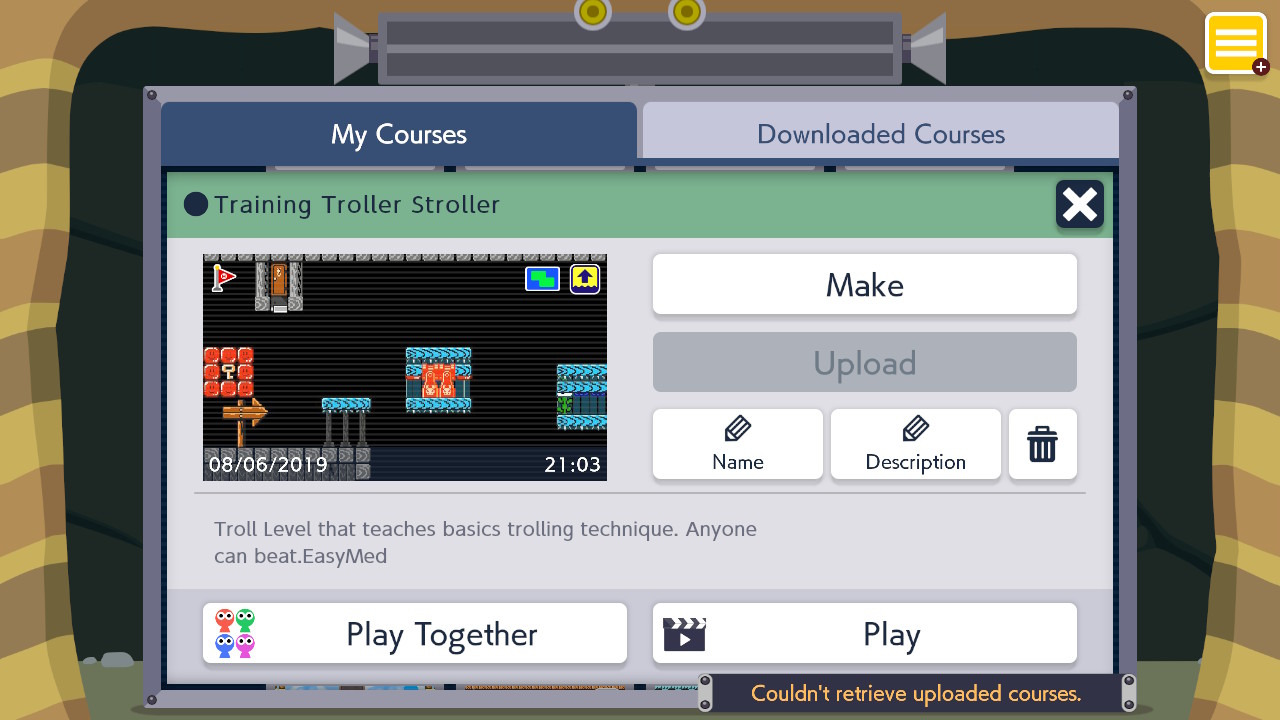 My Courses
Downloaded Courses
Training Troller Stroller
Make
Upload
Name
Description
08/06/2019
21:03
Troll Level that teaches basics trolling technique. Anyone
can beat.EasyMed
Play Together
Play
Couldn't retrieve uploaded courses.